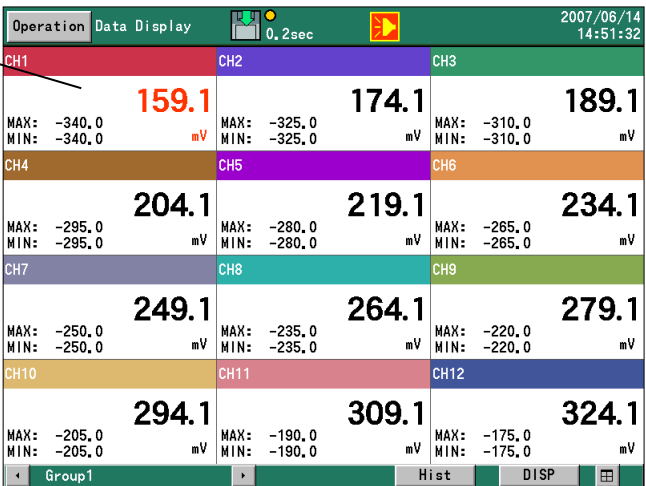 Operation Data Display 0.2sec 2007/06/14
14:51:32
CH1 CH2 CH3
159.1 174.1 189.1
MAX: -340.0 MAX: -325.0 MAX: -310.0
MIN: -340.0 mV MIN: -325.0 mV MIN: -310.0 mV
CH4 CH5 CH6
204.1 219.1 234.1
MAX: -295.0 MAX: -280.0 MAX: -265.0
MIN: -295.0 mV MIN: -280.0 mV MIN: -265.0 mV
CH7 CH8 CH9
249.1 264.1 279.1
MAX: -250.0 MAX: -235.0 MAX: -220.0
MIN: -250.0 mV MIN: -235.0 mV MIN: -220.0 mV
CH10 CH11 CH12
294.1 309.1 324.1
MAX: -205.0 MAX: -190.0 MAX: -175.0
MIN: -205.0 mV MIN: -190.0 mV MIN: -175.0 mV
Group1 Hist DISP